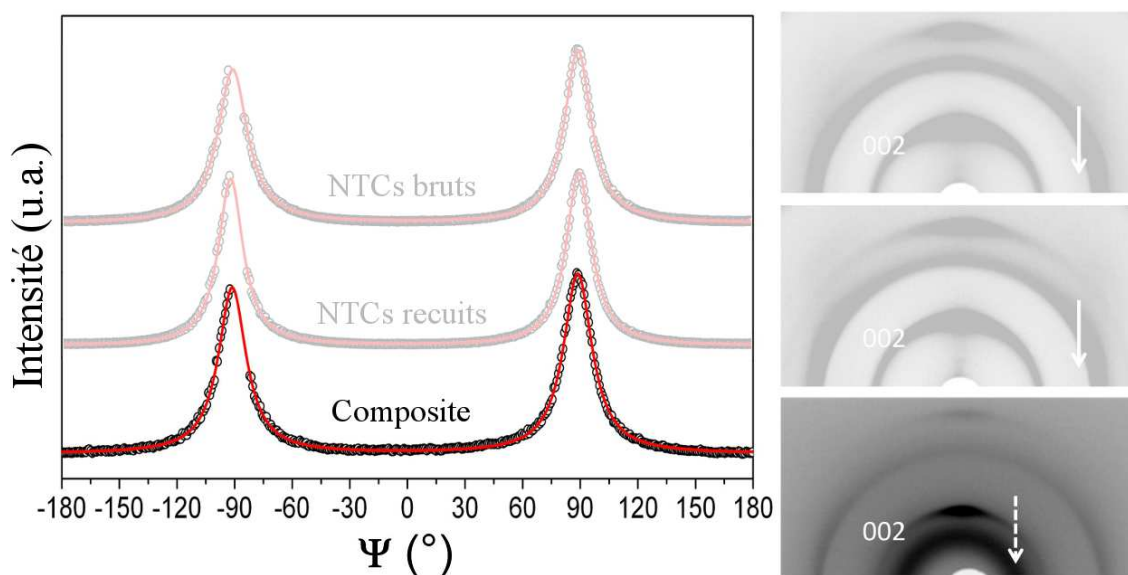 Intensité (u.a.)
NTCs bruts
NTCs recuits
Composite
-180 -150 -120 -90 -60 -30 0 30 60 90 120 150 180
Ψ (°)
002
002
002